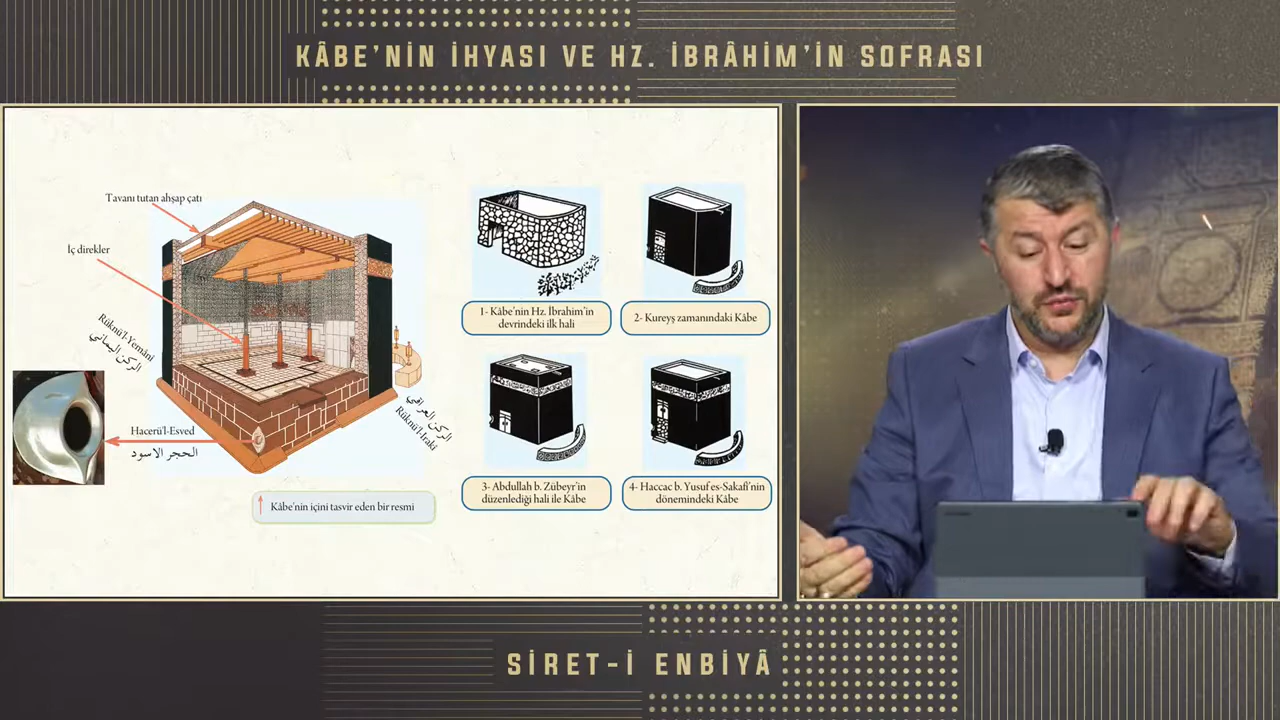 KÂBE'NİN İHYASI VE HZ. İBRÂHİM'İN SOFRASI
Tavanı tutan ahşap çatı
İç direkler
Rüknü'l-Yemânî
الركن اليماني
Hacerü'l-Esved
الحجر الاسود
الركن العراقي
Rüknü'l-Iraki
Kâbe'nin içini tasvir eden bir resmi
1- Kâbe'nin Hz. İbrahim'in
devrindeki ilk hali
2- Kureyş zamanındaki Kâbe
3- Abdullah b. Zübeyr'in
düzenlediği hali ile Kâbe
4- Haccac b. Yusuf es-Sakafî'nin
dönemindeki Kâbe
SİRET-İ ENBİYÂ